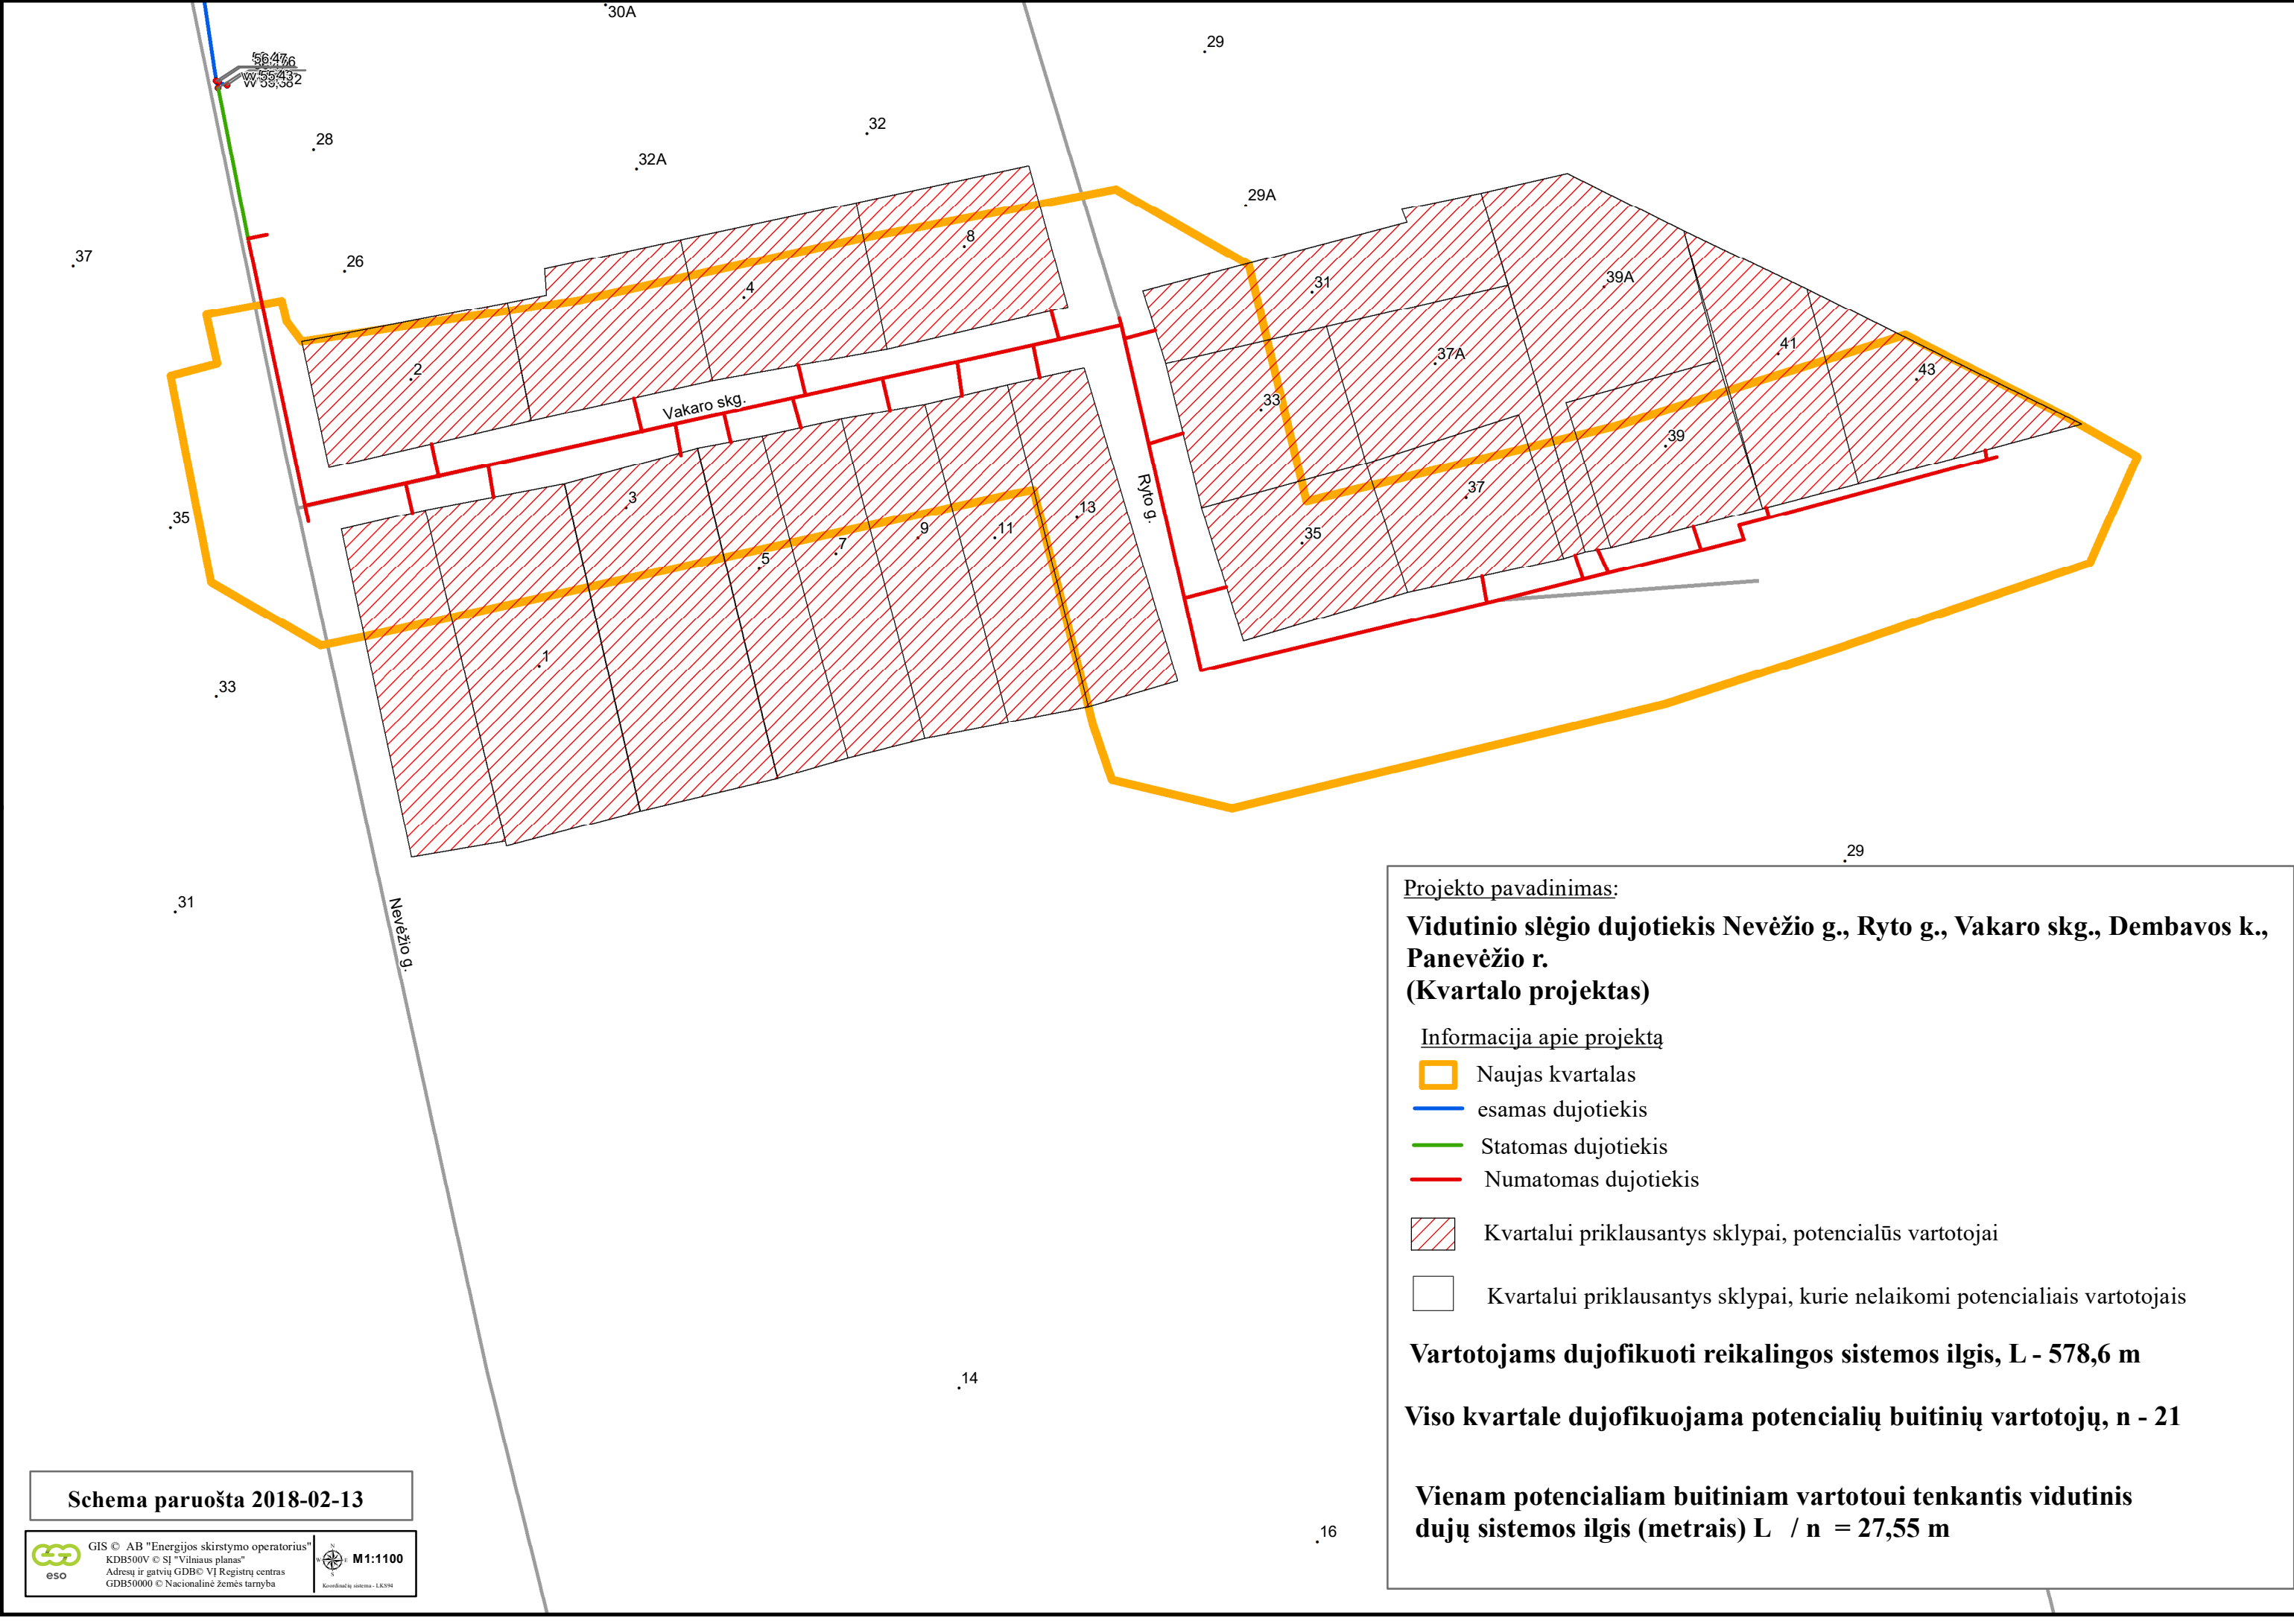 30A
29
28
32A
32
29A
37
26
8
31
39A
4
2
37A
41
43
33
39
Vakaro skg.
Ryto g.
3
13
37
35
35
9
11
7
5
1
33
31
Nevėžio g.
29
14
16
Projekto pavadinimas:
Vidutinio slėgio dujotiekis Nevėžio g., Ryto g., Vakaro skg., Dembavos k.,
Panevėžio r.
(Kvartalo projektas)
Informacija apie projektą
Naujas kvartalas
esamas dujotiekis
Statomas dujotiekis
Numatomas dujotiekis
Kvartalui priklausantys sklypai, potencialūs vartotojai
Kvartalui priklausantys sklypai, kurie nelaikomi potencialiais vartotojais
Vartotojams dujofikuoti reikalingos sistemos ilgis, L - 578,6 m
Viso kvartale dujofikuojama potencialių buitinių vartotojų, n - 21
Vienam potencialiam buitiniam vartotoui tenkantis vidutinis
dujų sistemos ilgis (metrais) L / n = 27,55 m
Schema paruošta 2018-02-13
eso
GIS © AB "Energijos skirstymo operatorius"
KDB500V © SĮ "Vilniaus planas"
Adresų ir gatvių GDB© VĮ Registrų centras
GDB50000 © Nacionalinė žemės tarnyba
N
W E
S
M1:1100
Koordinačių sistema - LKS94